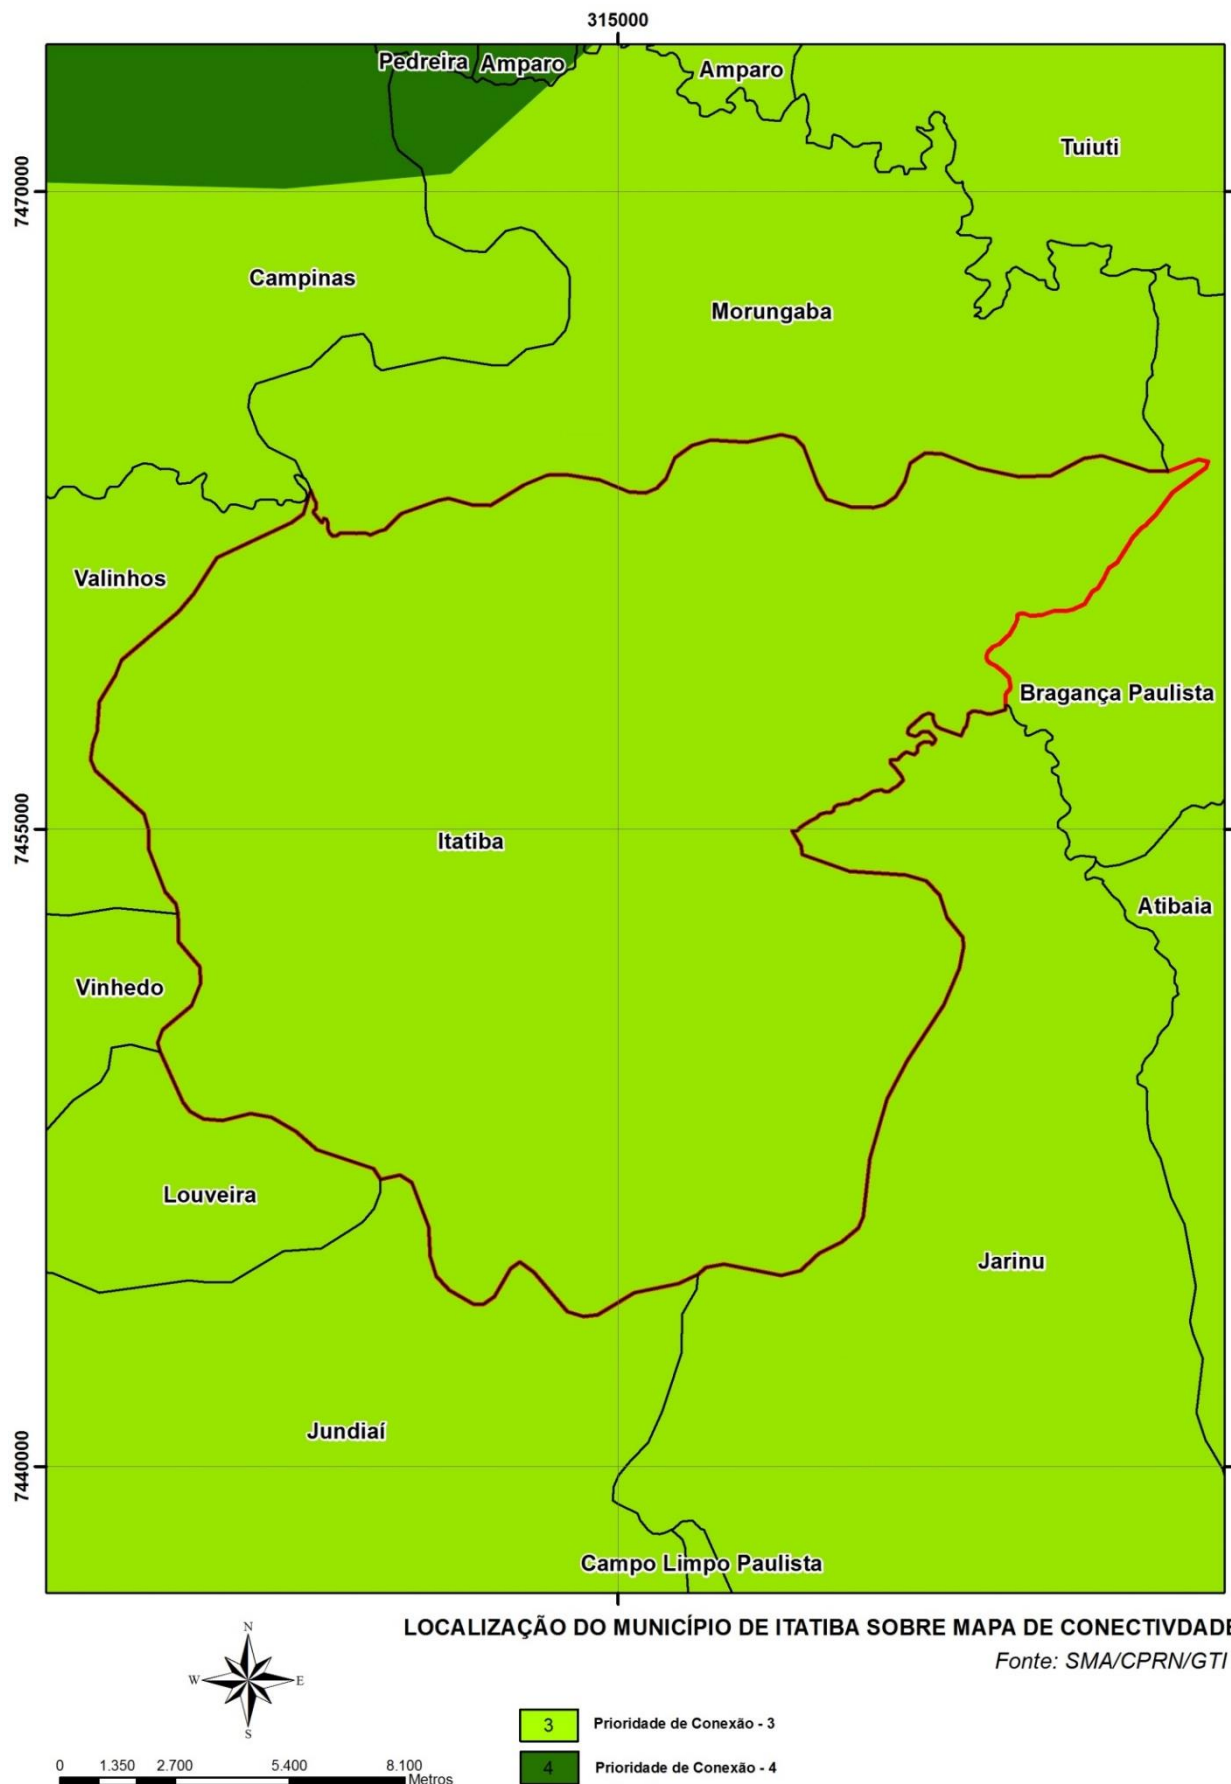 315000
Pedreira
Amparo
Amparo
Tuiuti
7470000
Campinas
Morungaba
Valinhos
Bragança Paulista
7455000
Itatiba
Atibaia
Vinhedo
Louveira
Jarinu
Jundiaí
7440000
Campo Limpo Paulista
LOCALIZAÇÃO DO MUNICÍPIO DE ITATIBA SOBRE MAPA DE CONECTIVDADE
Fonte: SMA/CPRN/GTI
N
W E
S
3 Prioridade de Conexão - 3
4 Prioridade de Conexão - 4
0 1.350 2.700 5.400 8.100
Metros